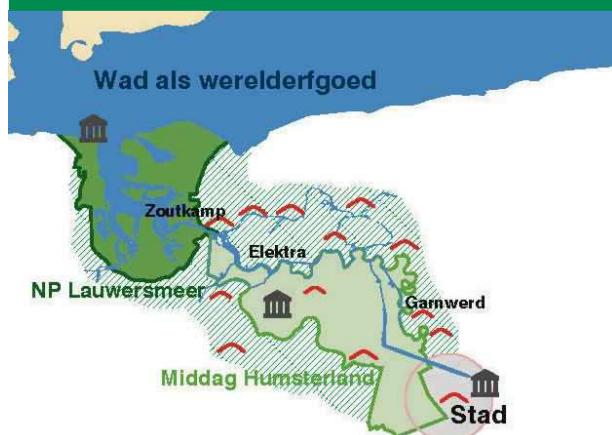 Wad als werelderfgoed
Zoutkamp
Elektra
NP Lauwersmeer
Garnwerd
Middag Humsterland
Stad